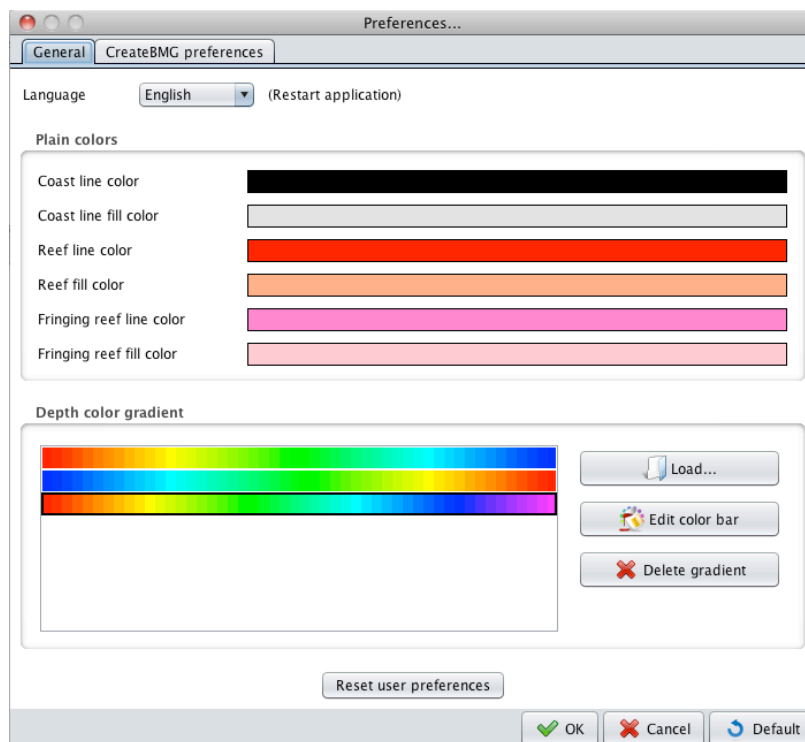 Preferences...
General CreateBMG preferences
Language English (Restart application)
Plain colors
Coast line color
Coast line fill color
Reef line color
Reef fill color
Fringing reef line color
Fringing reef fill color
Depth color gradient
Load...
Edit color bar
Delete gradient
Reset user preferences
OK Cancel Default